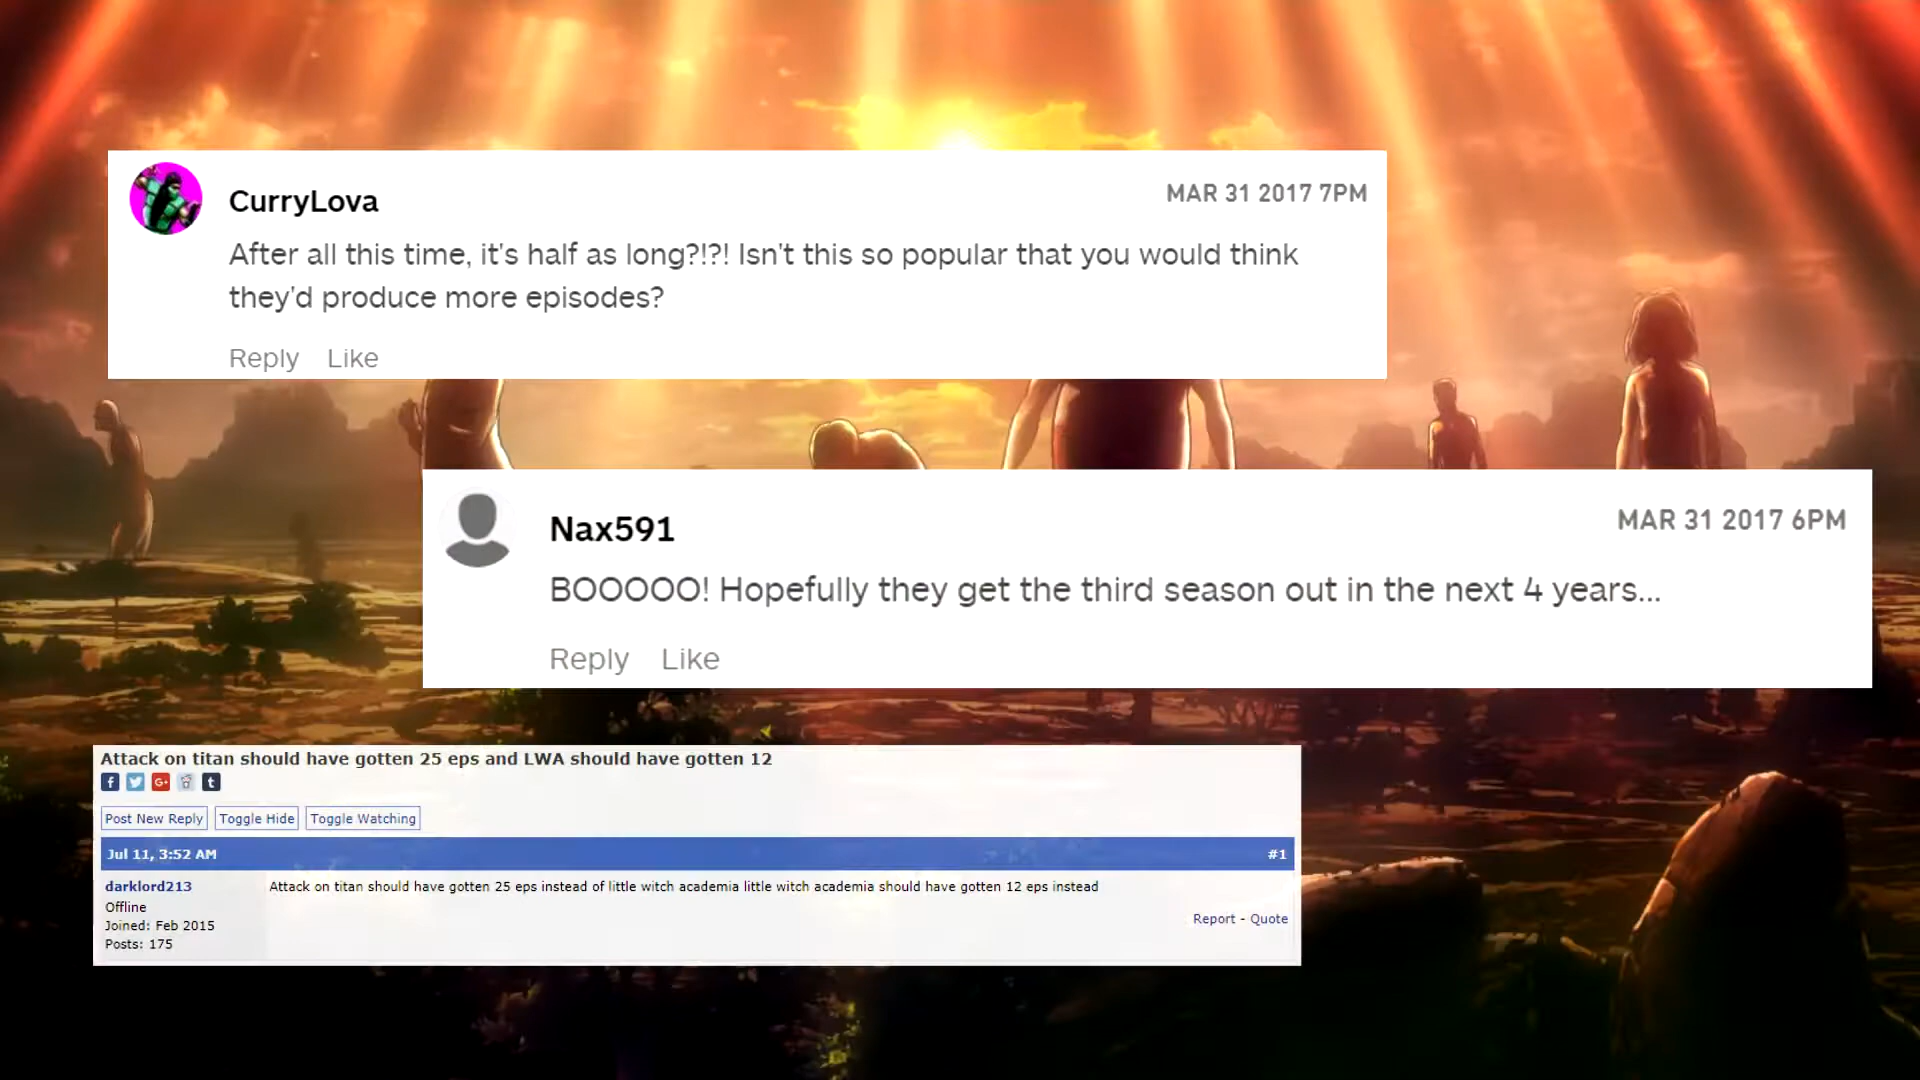 CurryLova
MAR 31 2017 7PM
After all this time, it's half as long?!?! Isn't this so popular that you would think
they'd produce more episodes?
Reply Like
Nax591
MAR 31 2017 6PM
BOOOOO! Hopefully they get the third season out in the next 4 years...
Reply Like
Attack on titan should have gotten 25 eps and LWA should have gotten 12
f G+ t
Post New Reply Toggle Hide Toggle Watching
Jul 11, 3:52 AM #1
darklord213 Attack on titan should have gotten 25 eps instead of little witch academia little witch academia should have gotten 12 eps instead
Offline
Joined: Feb 2015 Report - Quote
Posts: 175